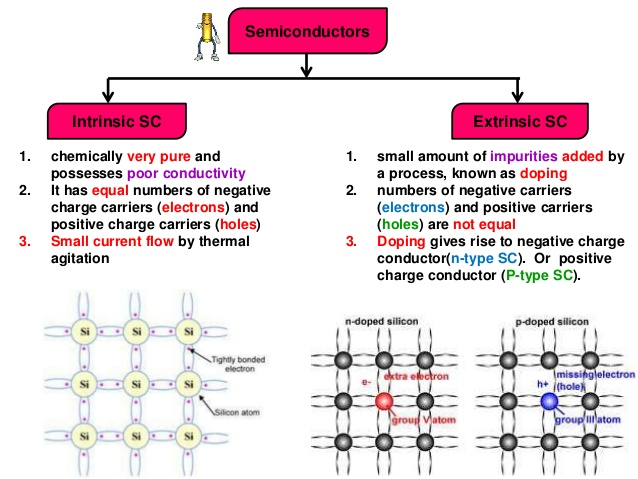 Semiconductors
Intrinsic SC
1. chemically very pure and
possesses poor conductivity
2. It has equal numbers of negative
charge carriers (electrons) and
positive charge carriers (holes)
3. Small current flow by thermal
agitation
Extrinsic SC
1. small amount of impurities added by
a process, known as doping
2. numbers of negative carriers
(electrons) and positive carriers
(holes) are not equal
3. Doping gives rise to negative charge
conductor(n-type SC). Or positive
charge conductor (P-type SC).
Si Si Si
Tightly bonded
electron
Si Si Si
Silicon atom
Si Si Si
n-doped silicon
e-
extra electron
group V atom
p-doped silicon
missing electron
h+
(hole)
group III atom